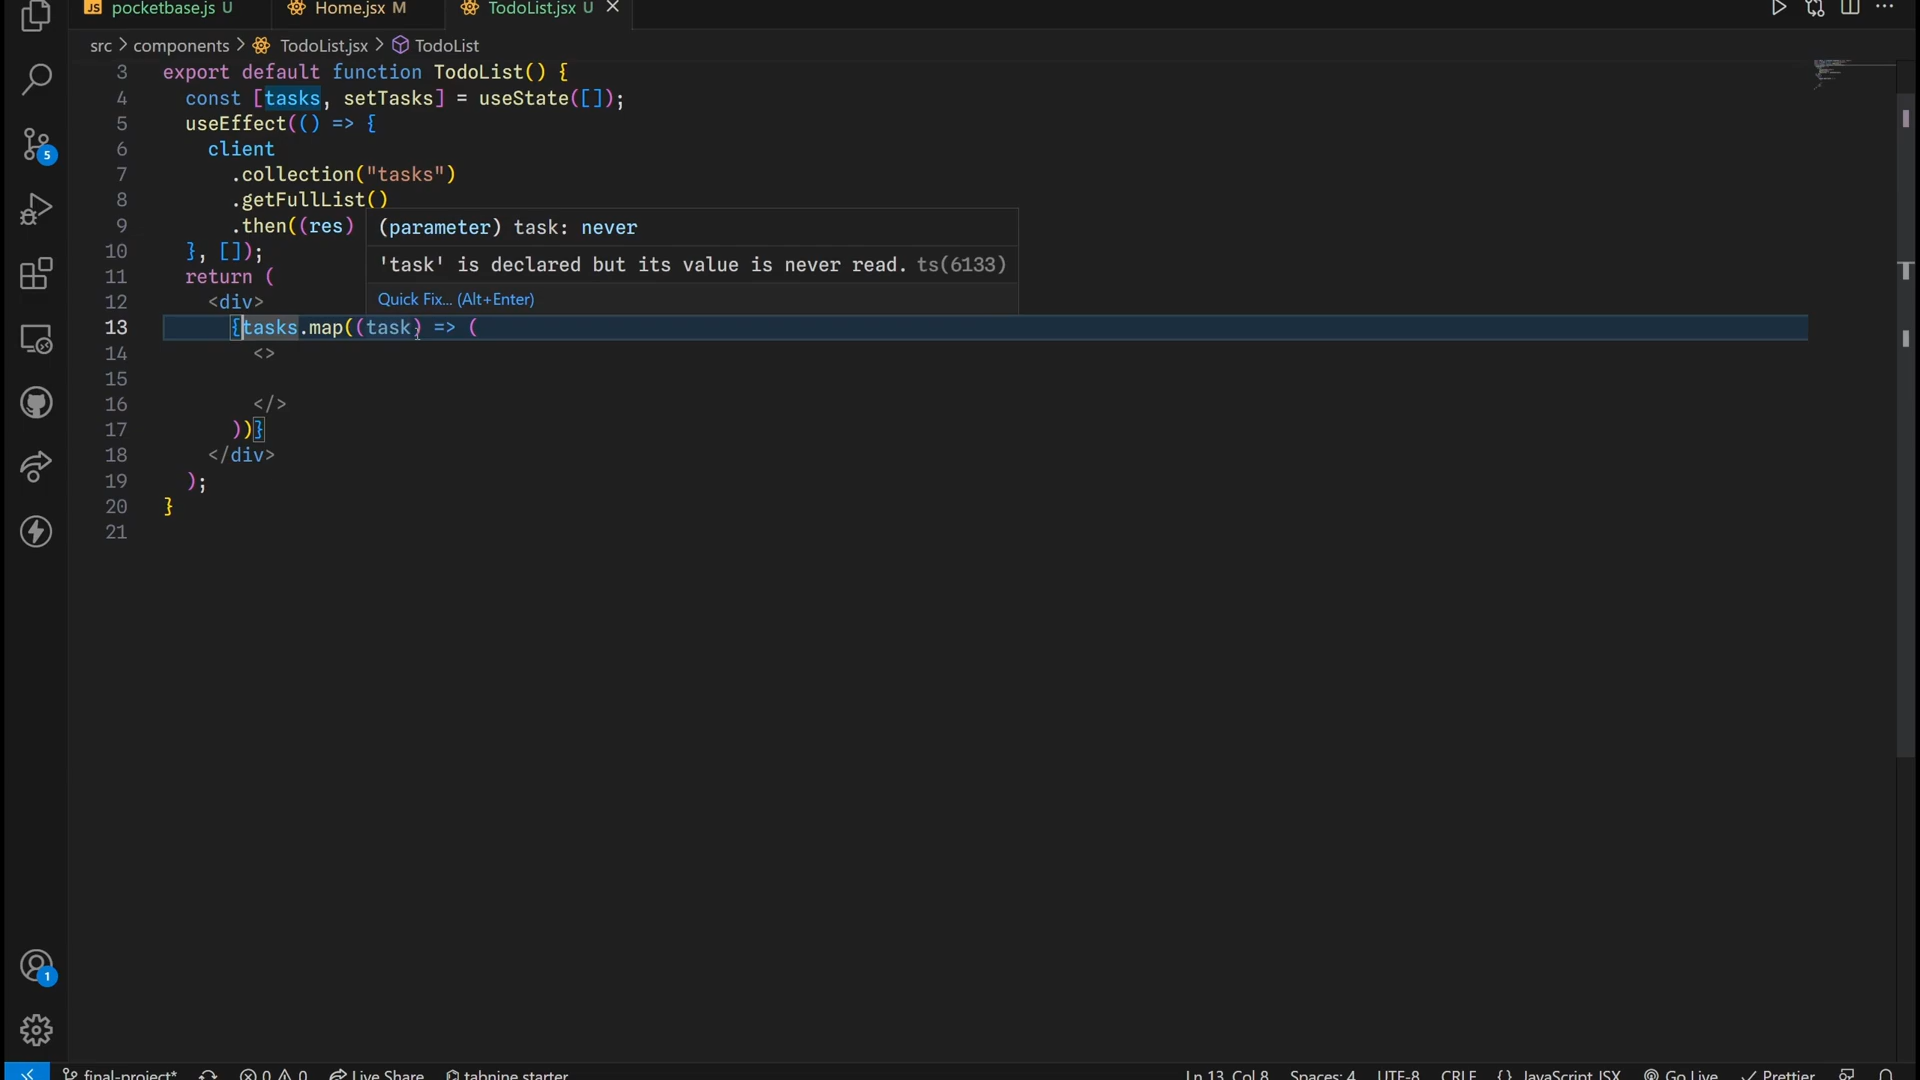 JS pocketbase.js U Home.jsx M TodoList.jsx U
src > components > TodoList.jsx > TodoList
3 export default function TodoList() {
4 const [tasks, setTasks] = useState([]);
5 useEffect(() => {
6 client
7 .collection("tasks")
8 .getFullList()
9 .then((res)
(parameter) task: never
'task' is declared but its value is never read. ts(6133)
Quick Fix... (Alt+Enter)
10 }, []);
11 return (
12 <div>
13 {tasks.map((task) => (
14 <>
15
16 </>
17 ))}
18 </div>
19 );
20 }
21
5
1
final-project* 0 0 Live Share tabnine starter Ln 13, Col 8 Spaces: 4 UTF-8 CRLF {} JavaScript JSX Go Live Prettier